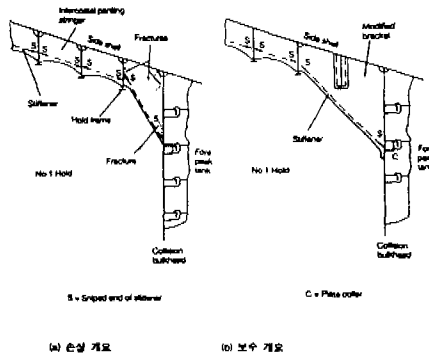 Intercostal panting
stringer
Side shell
Fractures
S
S
S
S
S
S
S
Stiffener
Hold frame
Fracture
Fore
peak
tank
No 1 Hold
Collision
bulkhead
S = Sniped end of stiffener
(a) 손상 개요
Modified
bracket
Side shell
S
S
S
S
S
Stiffener
C
Fore
peak
tank
No 1 Hold
Collision
bulkhead
C = Plate collar
(b) 보수 개요